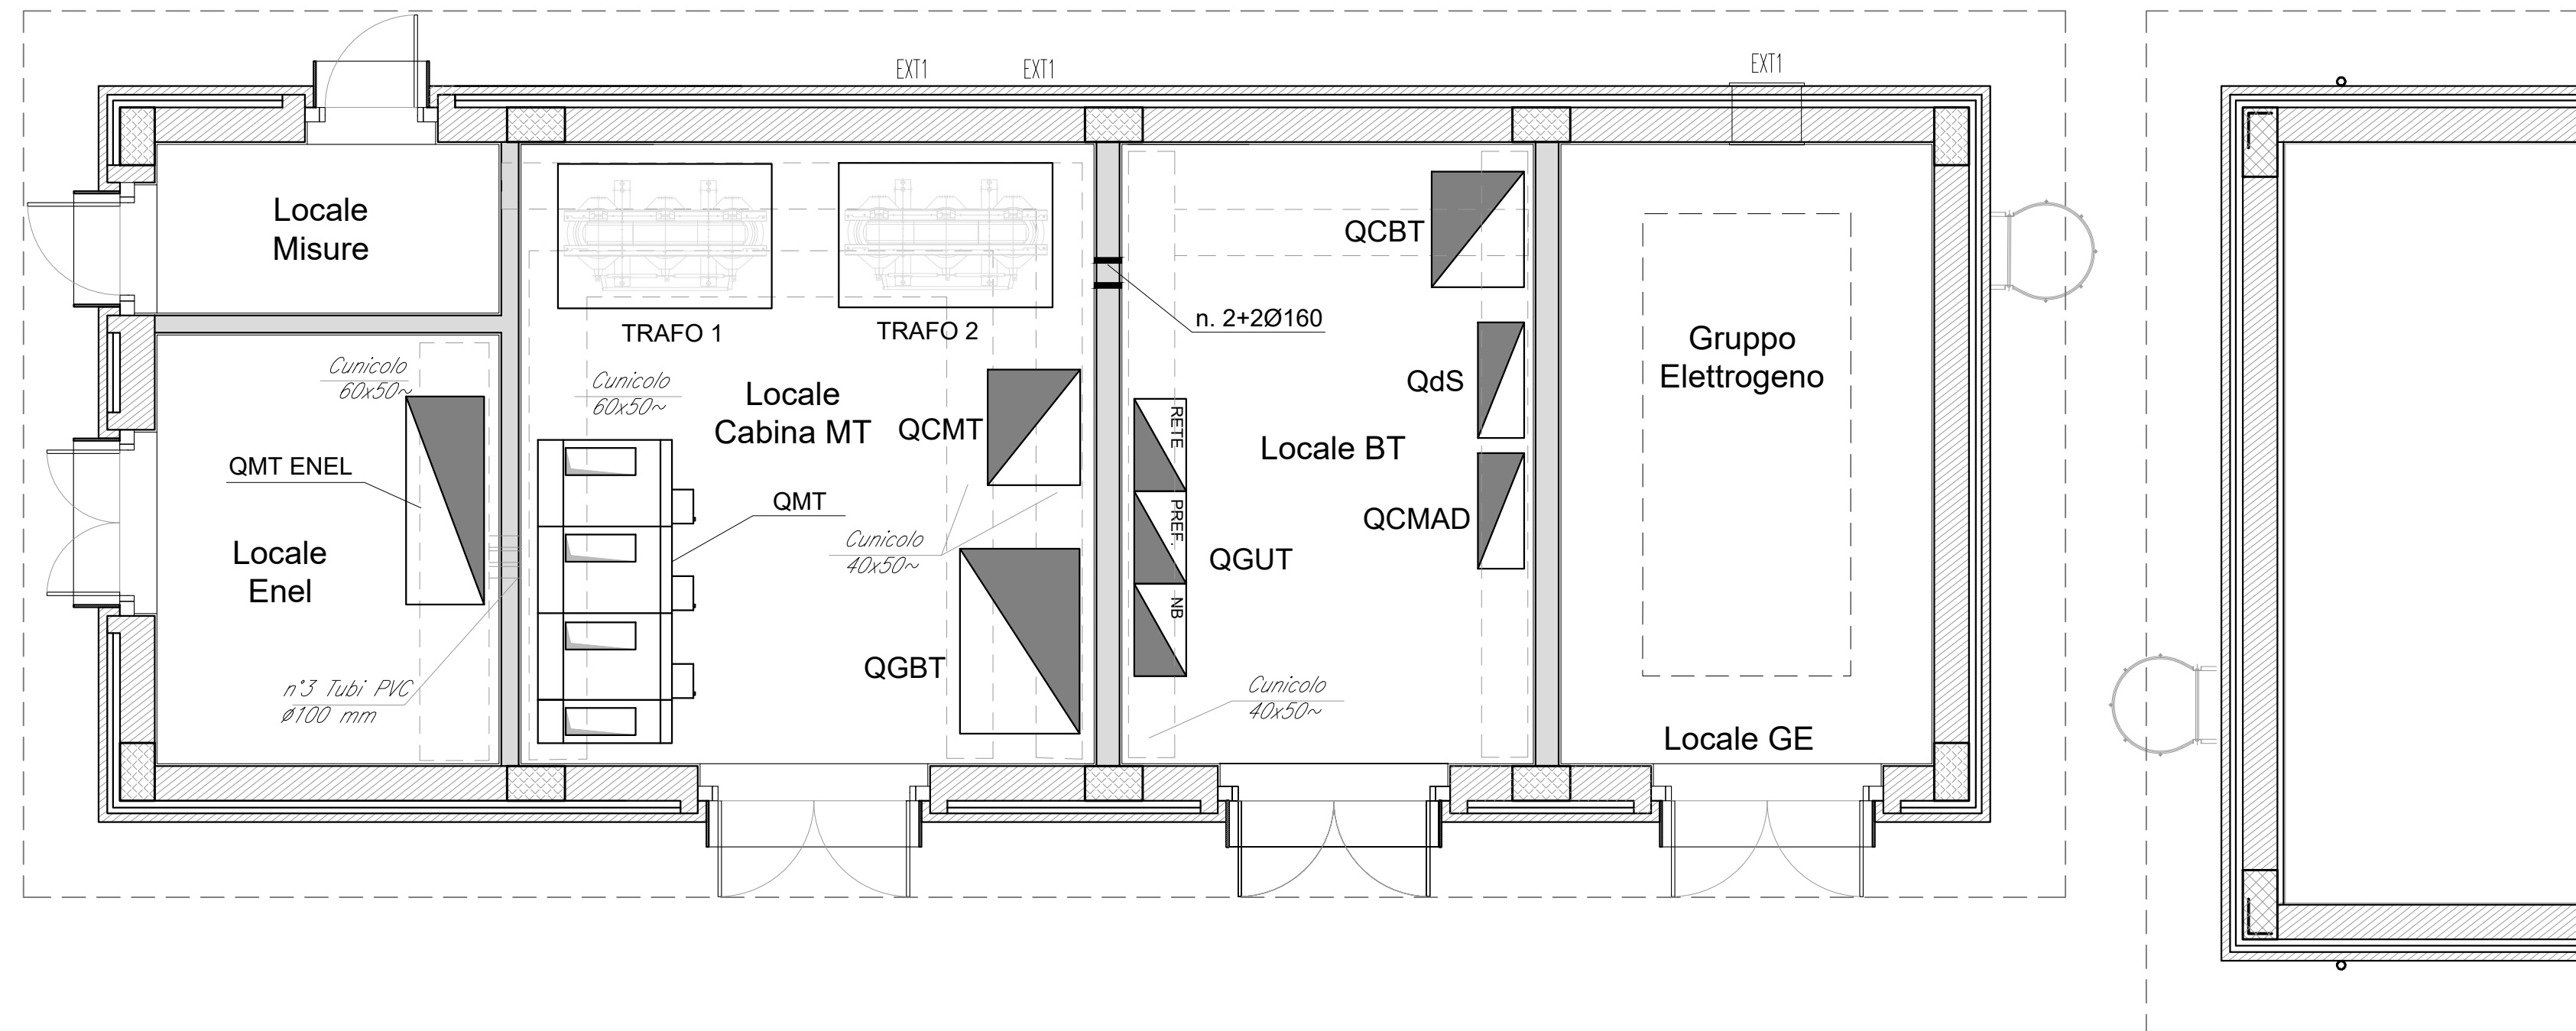 EXT1
EXT1
EXT1
Locale
Misure
TRAFO 1
TRAFO 2
QCBT
n. 2+2Ø160
Cunicolo
60x50~
Cunicolo
60x50~
Locale
Cabina MT
QCMT
QMT ENEL
QMT
Cunicolo
40x50~
Locale
Enel
n°3 Tubi PVC
ø100 mm
QGBT
RETE
PREF.
NB
QGUT
Locale BT
QdS
QCMAD
Cunicolo
40x50~
Gruppo
Elettrogeno
Locale GE